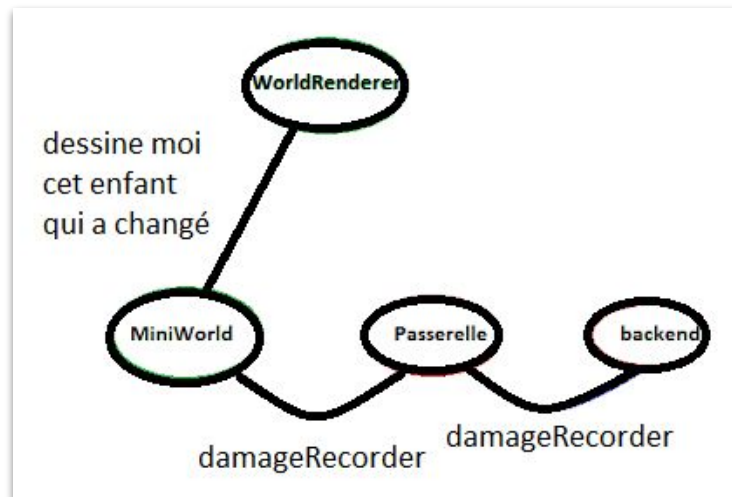 WorldRenderer
dessine moi
cet enfant
qui a changé
MiniWorld
Passerelle
backend
damageRecorder
damageRecorder